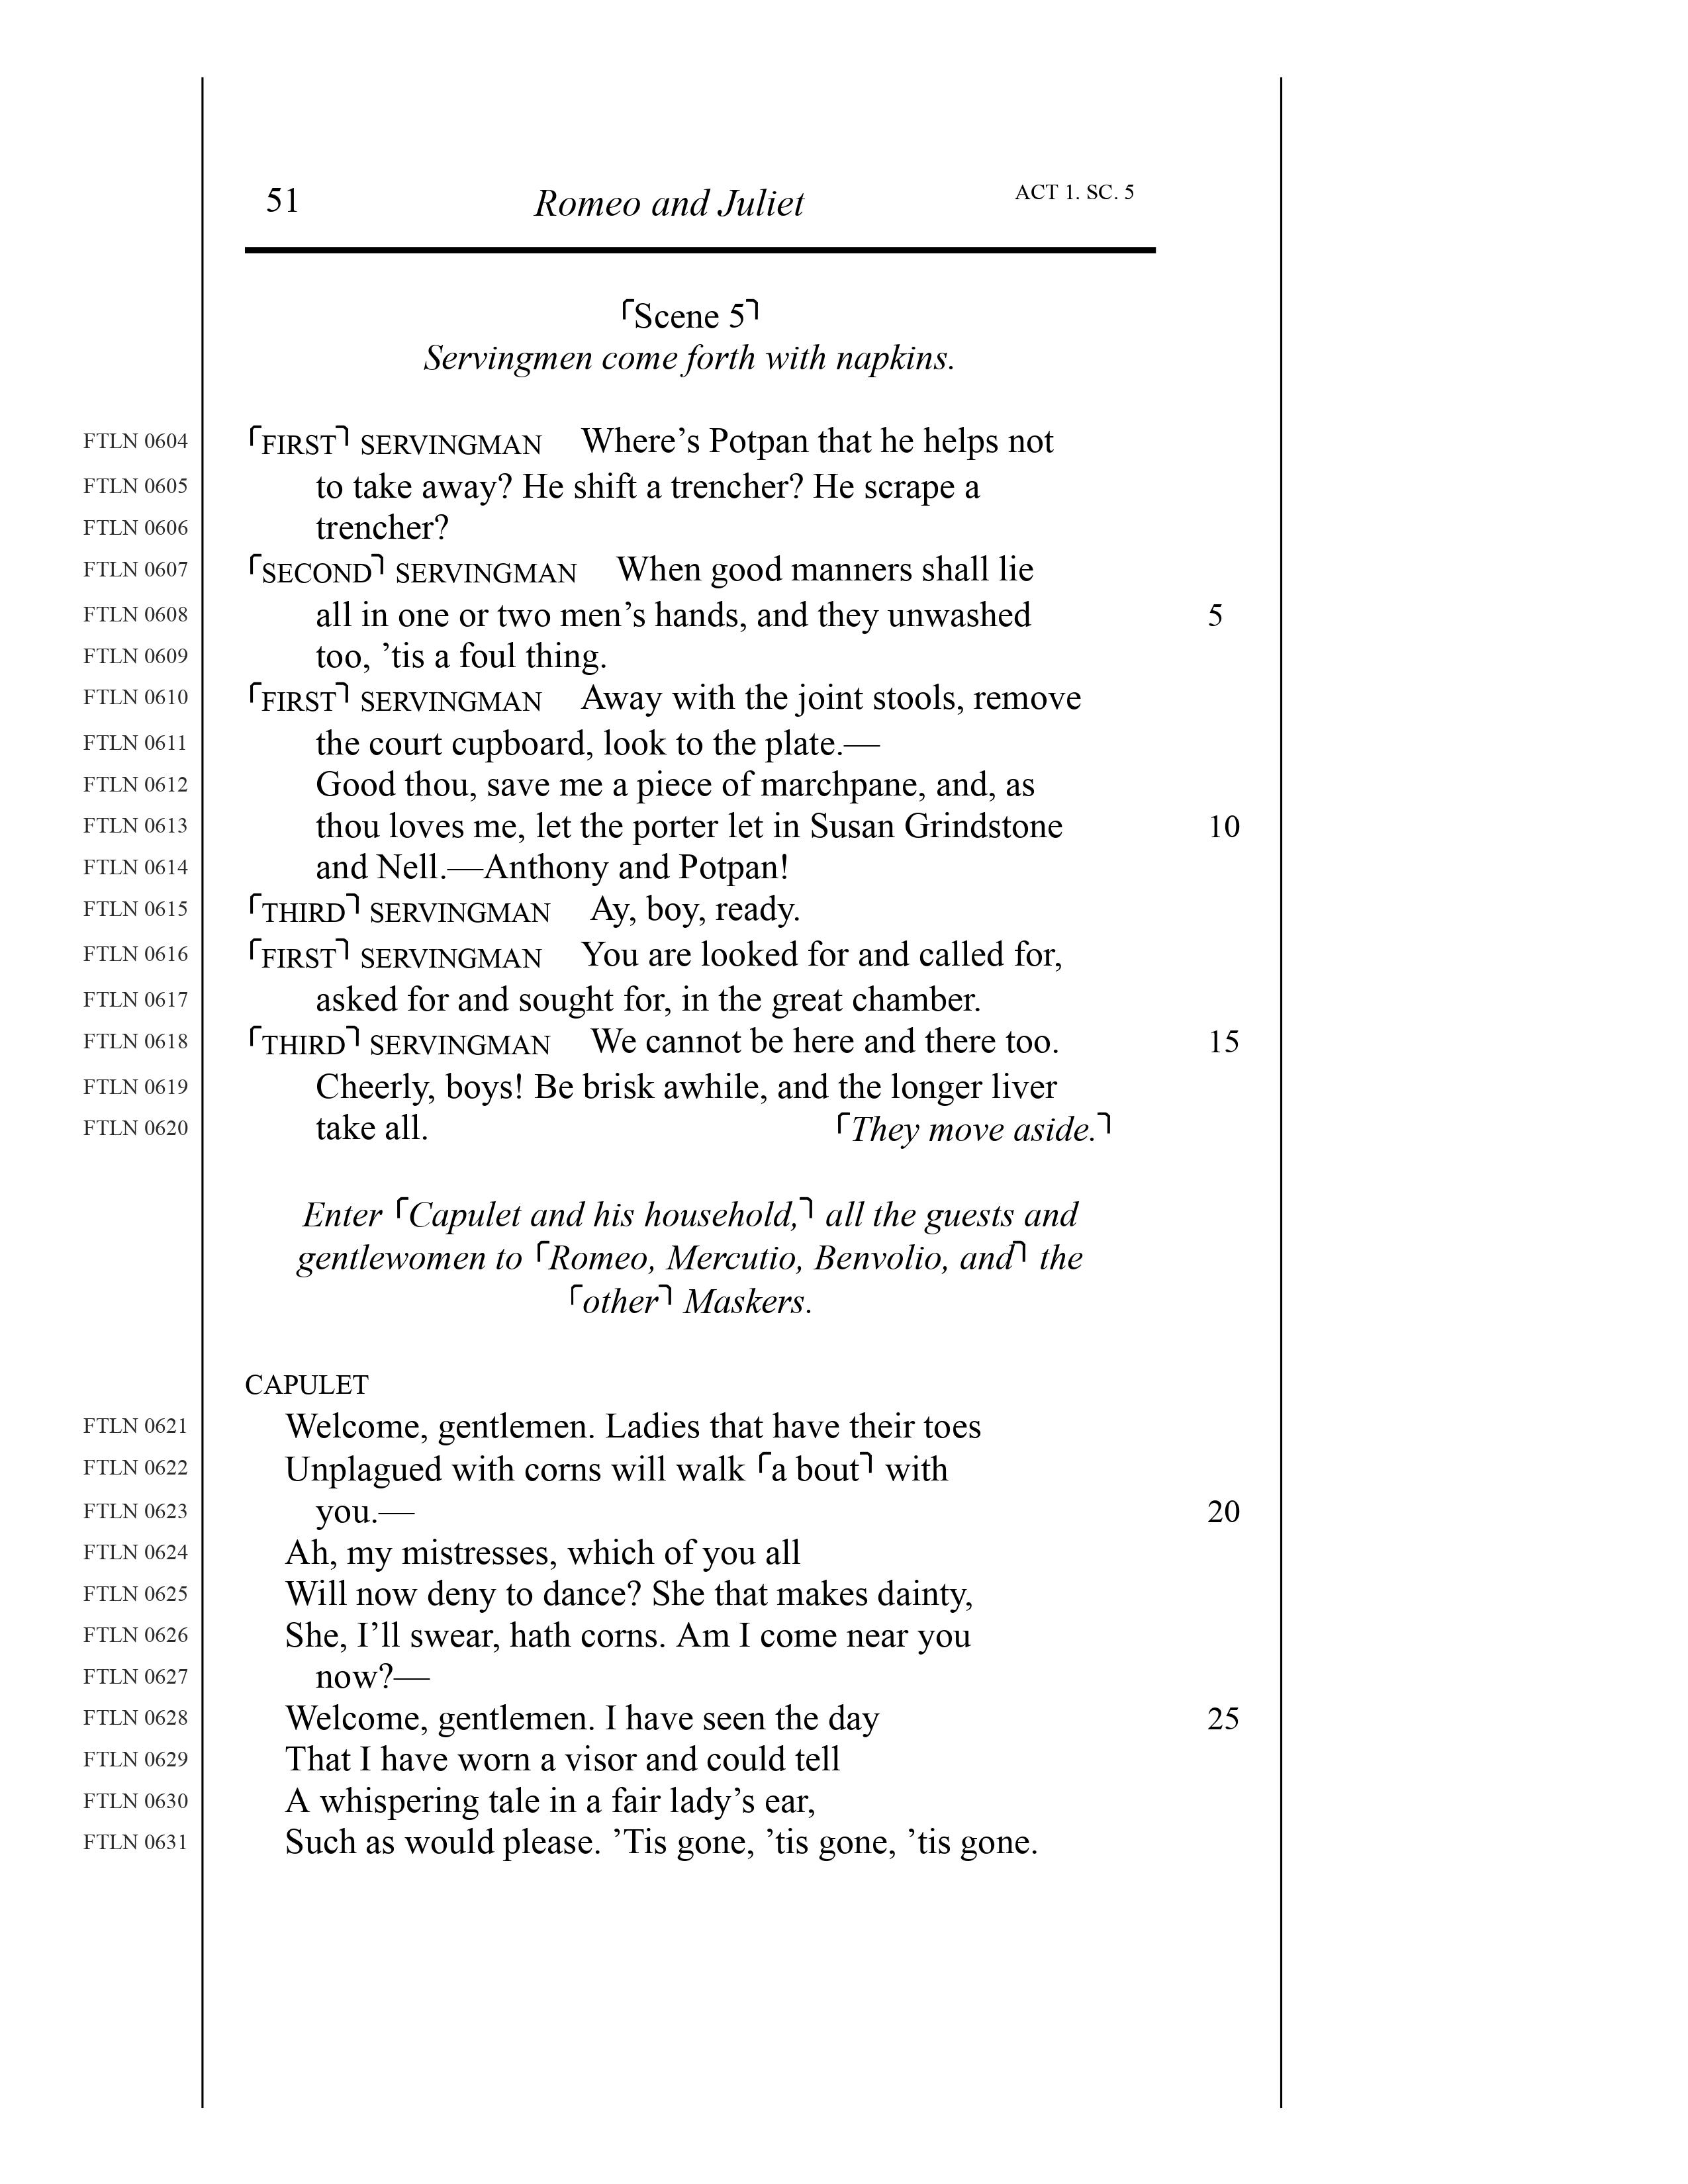 51 Romeo and Juliet ACT 1. SC. 5
⌜Scene 5⌝
Servingmen come forth with napkins.
FTLN 0604 ⌜FIRST⌝ SERVINGMAN Where’s Potpan that he helps not
FTLN 0605 to take away? He shift a trencher? He scrape a
FTLN 0606 trencher?
FTLN 0607 ⌜SECOND⌝ SERVINGMAN When good manners shall lie
FTLN 0608 all in one or two men’s hands, and they unwashed 5
FTLN 0609 too, ’tis a foul thing.
FTLN 0610 ⌜FIRST⌝ SERVINGMAN Away with the joint stools, remove
FTLN 0611 the court cupboard, look to the plate.—
FTLN 0612 Good thou, save me a piece of marchpane, and, as
FTLN 0613 thou loves me, let the porter let in Susan Grindstone 10
FTLN 0614 and Nell.—Anthony and Potpan!
FTLN 0615 ⌜THIRD⌝ SERVINGMAN Ay, boy, ready.
FTLN 0616 ⌜FIRST⌝ SERVINGMAN You are looked for and called for,
FTLN 0617 asked for and sought for, in the great chamber.
FTLN 0618 ⌜THIRD⌝ SERVINGMAN We cannot be here and there too. 15
FTLN 0619 Cheerly, boys! Be brisk awhile, and the longer liver
FTLN 0620 take all. ⌜They move aside.⌝
Enter ⌜Capulet and his household,⌝ all the guests and
gentlewomen to ⌜Romeo, Mercutio, Benvolio, and⌝ the
⌜other⌝ Maskers.
CAPULET
FTLN 0621 Welcome, gentlemen. Ladies that have their toes
FTLN 0622 Unplagued with corns will walk ⌜a bout⌝ with
FTLN 0623 you.— 20
FTLN 0624 Ah, my mistresses, which of you all
FTLN 0625 Will now deny to dance? She that makes dainty,
FTLN 0626 She, I’ll swear, hath corns. Am I come near you
FTLN 0627 now?—
FTLN 0628 Welcome, gentlemen. I have seen the day 25
FTLN 0629 That I have worn a visor and could tell
FTLN 0630 A whispering tale in a fair lady’s ear,
FTLN 0631 Such as would please. ’Tis gone, ’tis gone, ’tis gone.